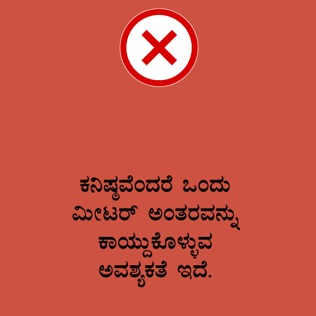 ಕನಿಷ್ಠವೆಂದರೆ ಒಂದು
ಮೀಟರ್ ಅಂತರವನ್ನು
ಕಾಯ್ದುಕೊಳ್ಳುವ
ಅವಶ್ಯಕತೆ ಇದೆ.